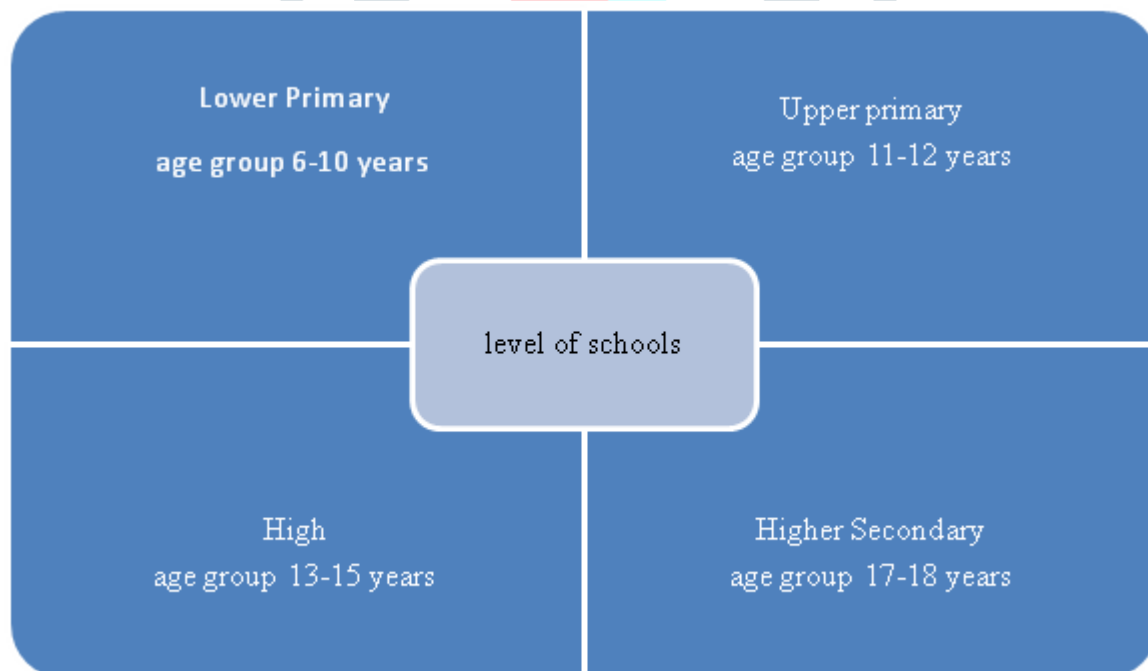 Lower Primary
age group 6-10 years
Upper primary
age group 11-12 years
level of schools
High
age group 13-15 years
Higher Secondary
age group 17-18 years